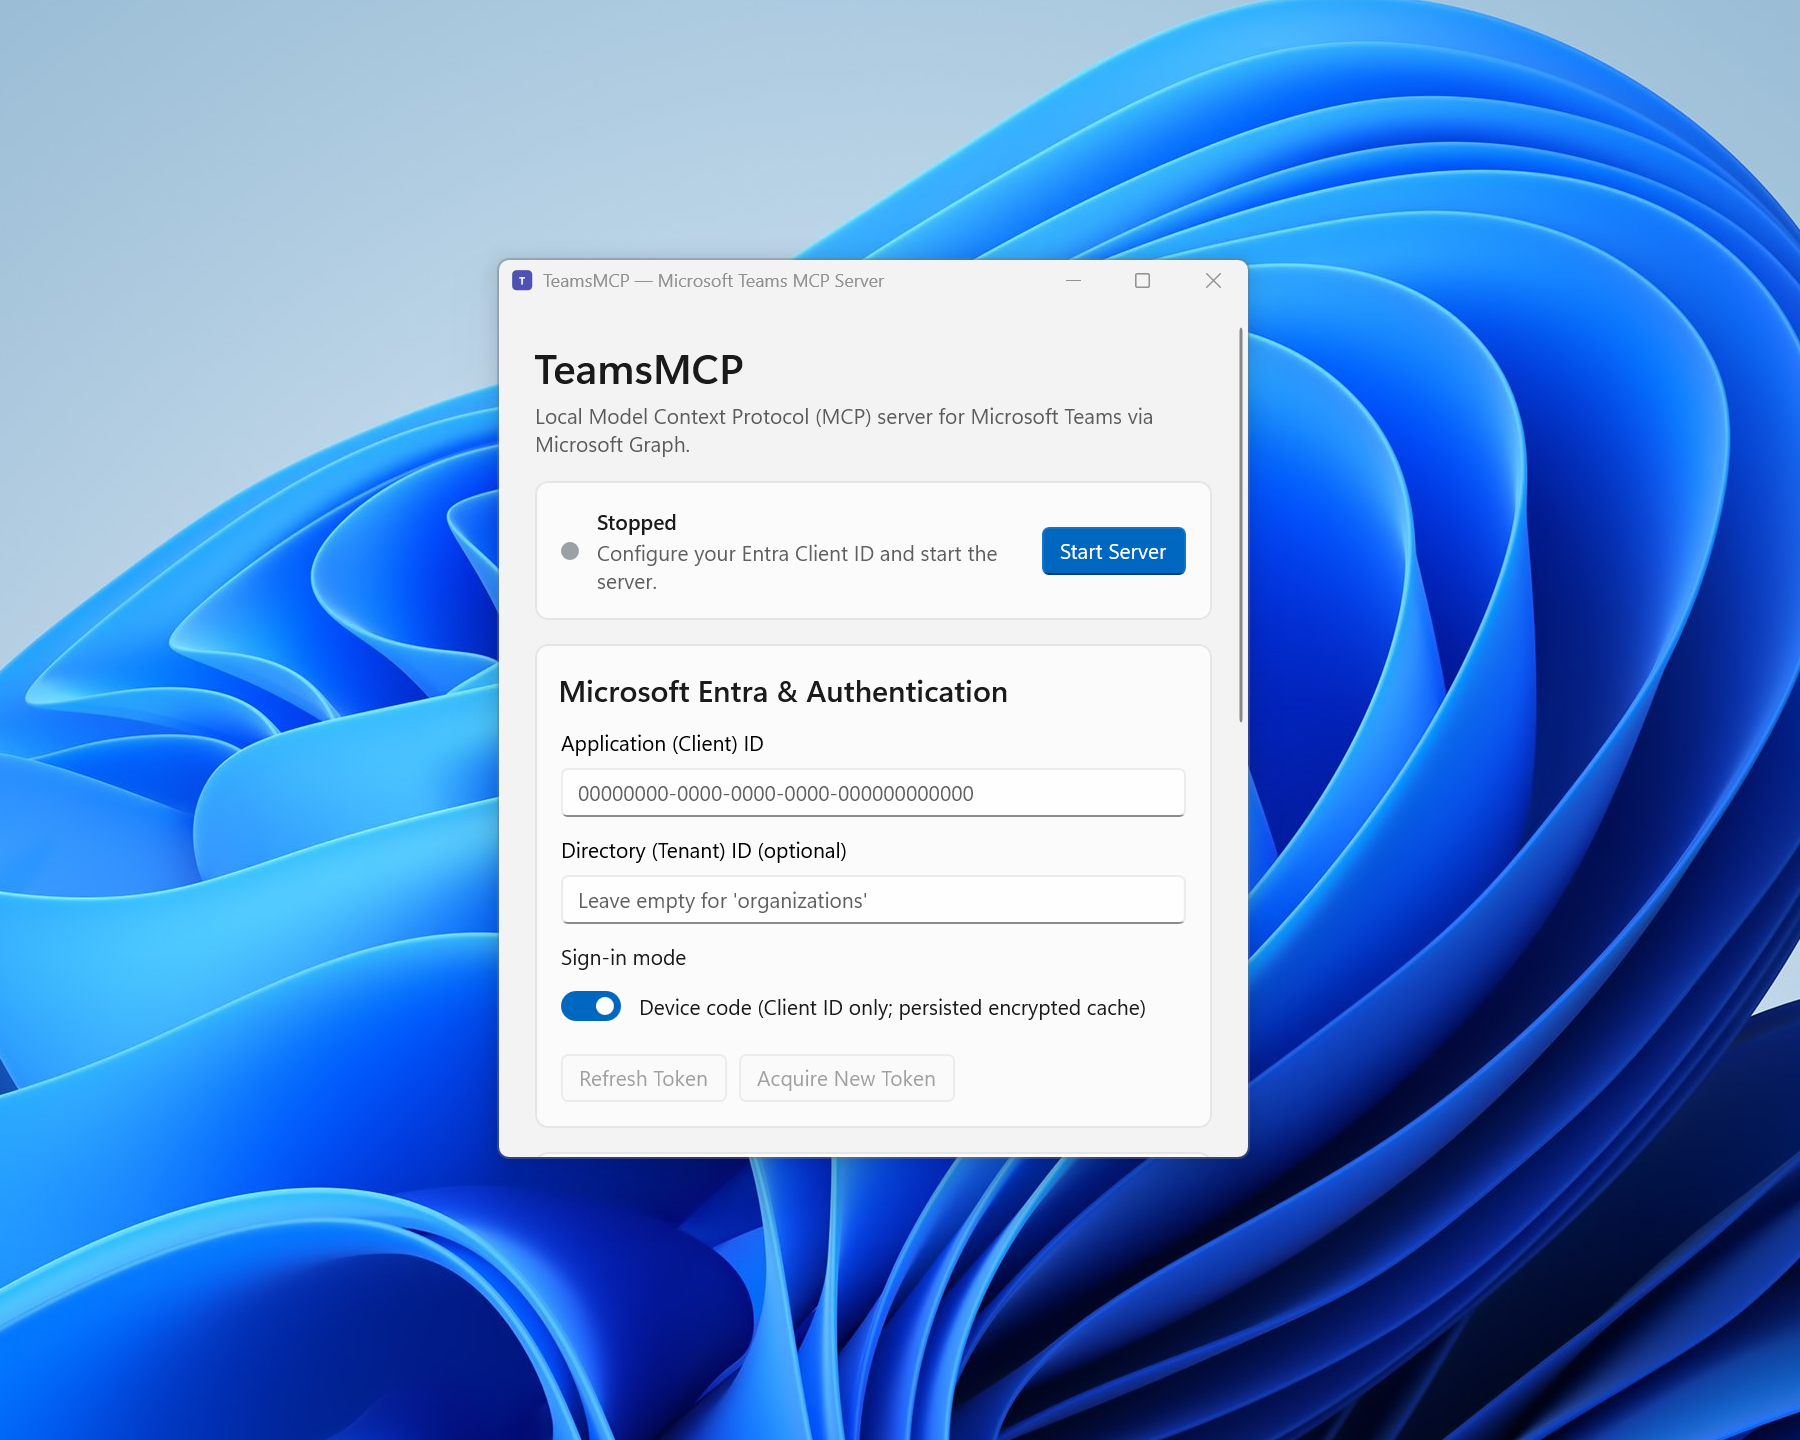 T TeamsMCP — Microsoft Teams MCP Server
TeamsMCP
Local Model Context Protocol (MCP) server for Microsoft Teams via
Microsoft Graph.
Stopped
Configure your Entra Client ID and start the
server.
Start Server
Microsoft Entra & Authentication
Application (Client) ID
00000000-0000-0000-0000-000000000000
Directory (Tenant) ID (optional)
Leave empty for 'organizations'
Sign-in mode
Device code (Client ID only; persisted encrypted cache)
Refresh Token
Acquire New Token